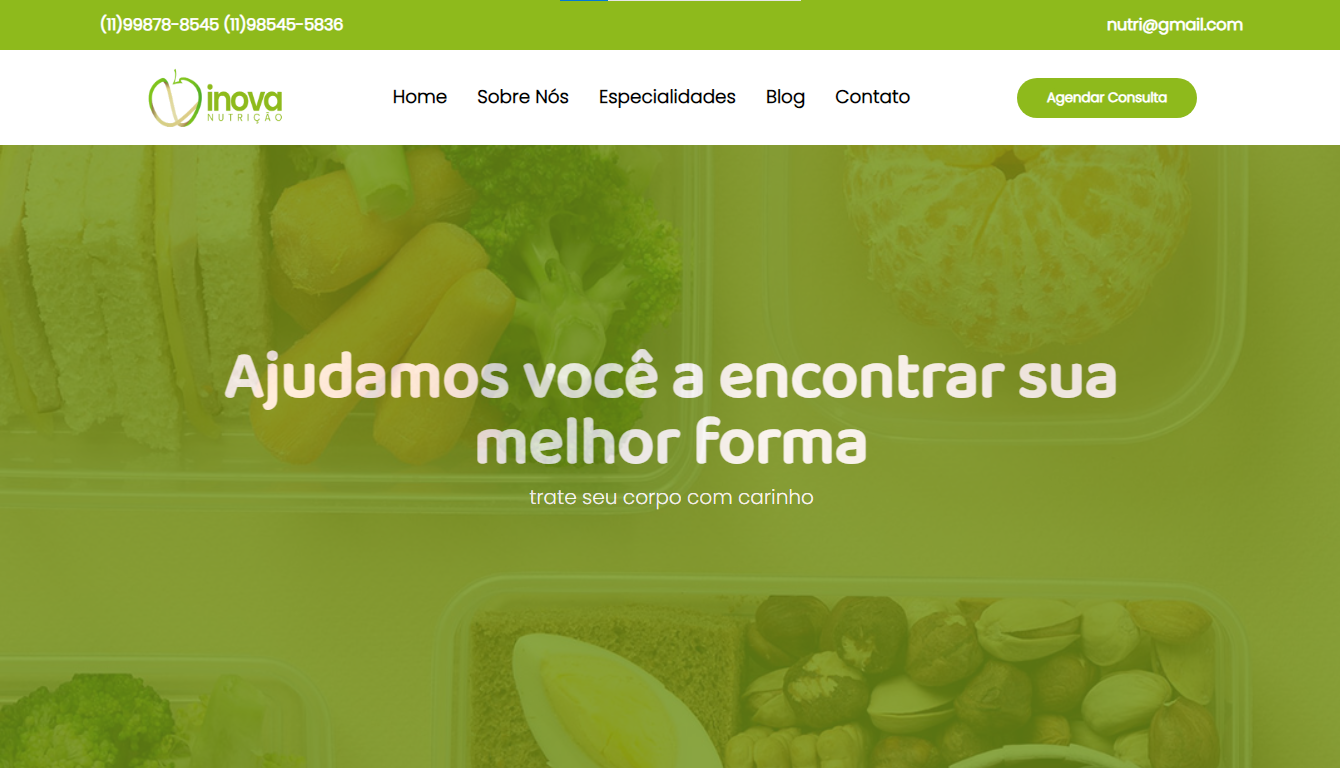 (11)99878-8545 (11)98545-5836
nutri@gmail.com
inova
NUTRIÇÃO
Home
Sobre Nós
Especialidades
Blog
Contato
Agendar Consulta
Ajudamos você a encontrar sua
melhor forma
trate seu corpo com carinho